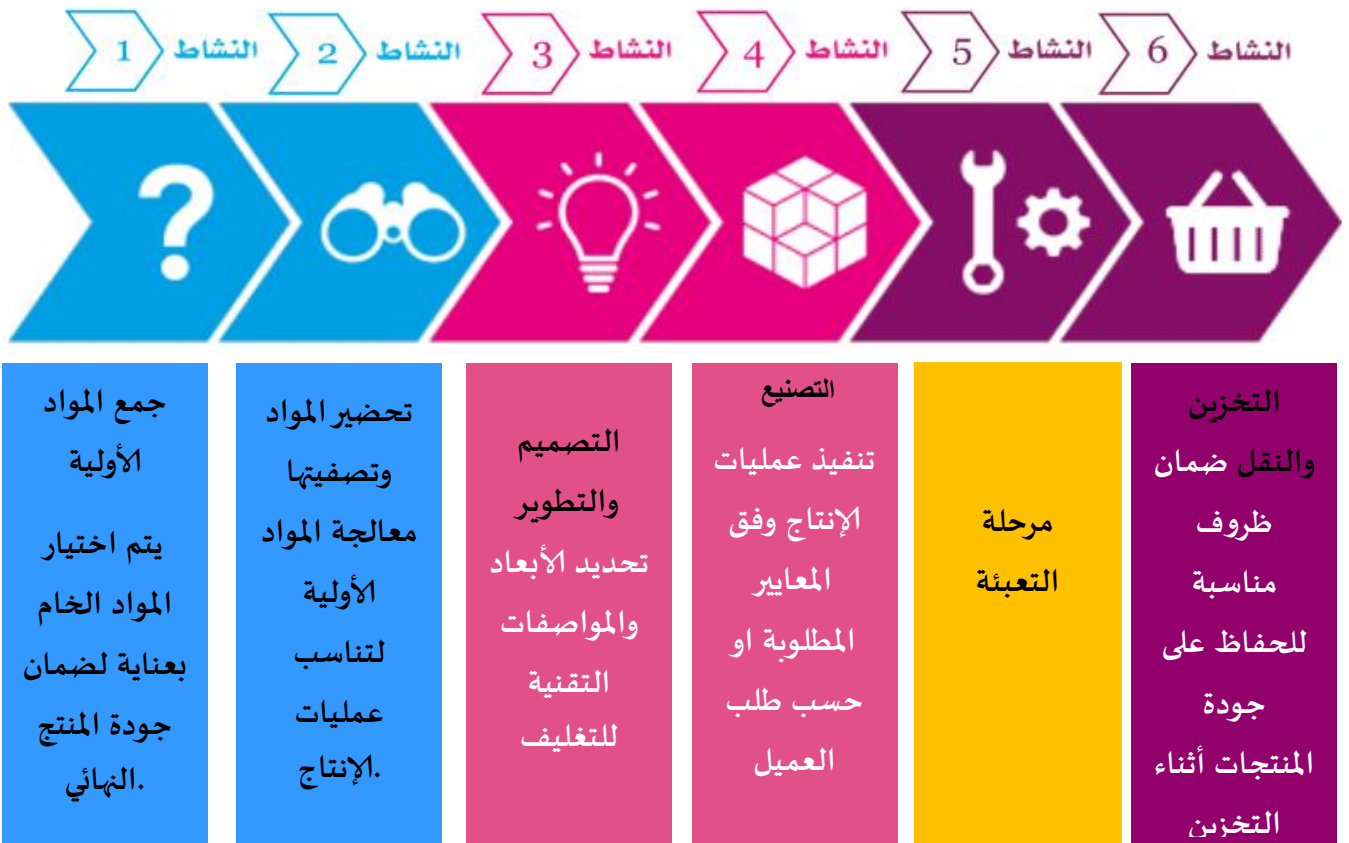 النشاط 1
النشاط 2
النشاط 3
النشاط 4
النشاط 5
النشاط 6
جمع المواد
الأولية
يتم اختيار
المواد الخام
بعناية لضمان
جودة المنتج
النهائي.
تحضير المواد
وتصفيتها
معالجة المواد
الأولية
لتناسب
عمليات
الإنتاج.
التصميم
والتطوير
تحديد الأبعاد
والمواصفات
التقنية
للتغليف
التصنيع
تنفيذ عمليات
الإنتاج وفق
المعايير
المطلوبة او
حسب طلب
العميل
مرحلة
التعبئة
التخزين
والنقل ضمان
ظروف
مناسبة
للحفاظ على
جودة
المنتجات أثناء
التخزين